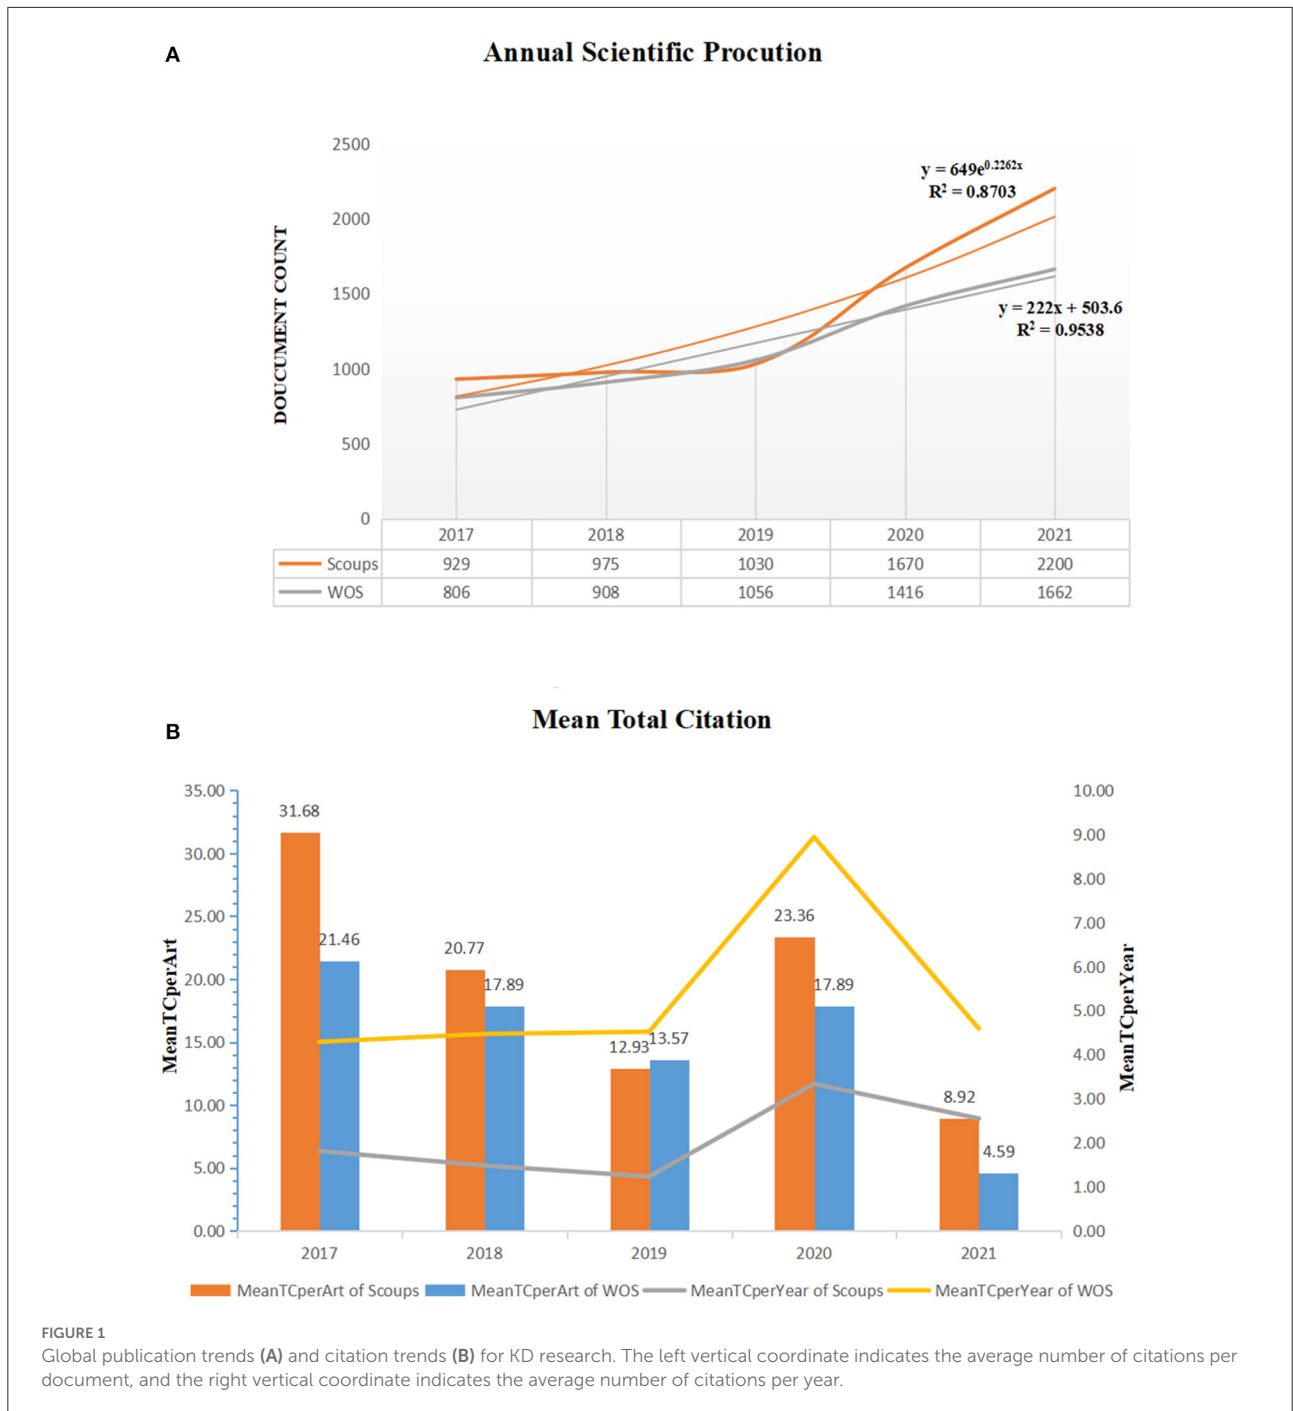 A
Annual Scientific Procution
2500
2000
1500
1000
500
0
DOUCUMENT COUNT
y = 649e^0.2262x
R² = 0.8703
y = 222x + 503.6
R² = 0.9538
2017 2018 2019 2020 2021
Scoups 929 975 1030 1670 2200
WOS 806 908 1056 1416 1662
B
Mean Total Citation
35.00
30.00
25.00
20.00
15.00
10.00
5.00
0.00
MeanTCperArt
31.68
21.46
20.77
17.89
12.93
13.57
23.36
17.89
8.92
4.59
10.00
9.00
8.00
7.00
6.00
5.00
4.00
3.00
2.00
1.00
0.00
MeanTCperYear
2017 2018 2019 2020 2021
MeanTCperArt of Scoups MeanTCperArt of WOS MeanTCperYear of Scoups MeanTCperYear of WOS
FIGURE 1
Global publication trends (A) and citation trends (B) for KD research. The left vertical coordinate indicates the average number of citations per
document, and the right vertical coordinate indicates the average number of citations per year.